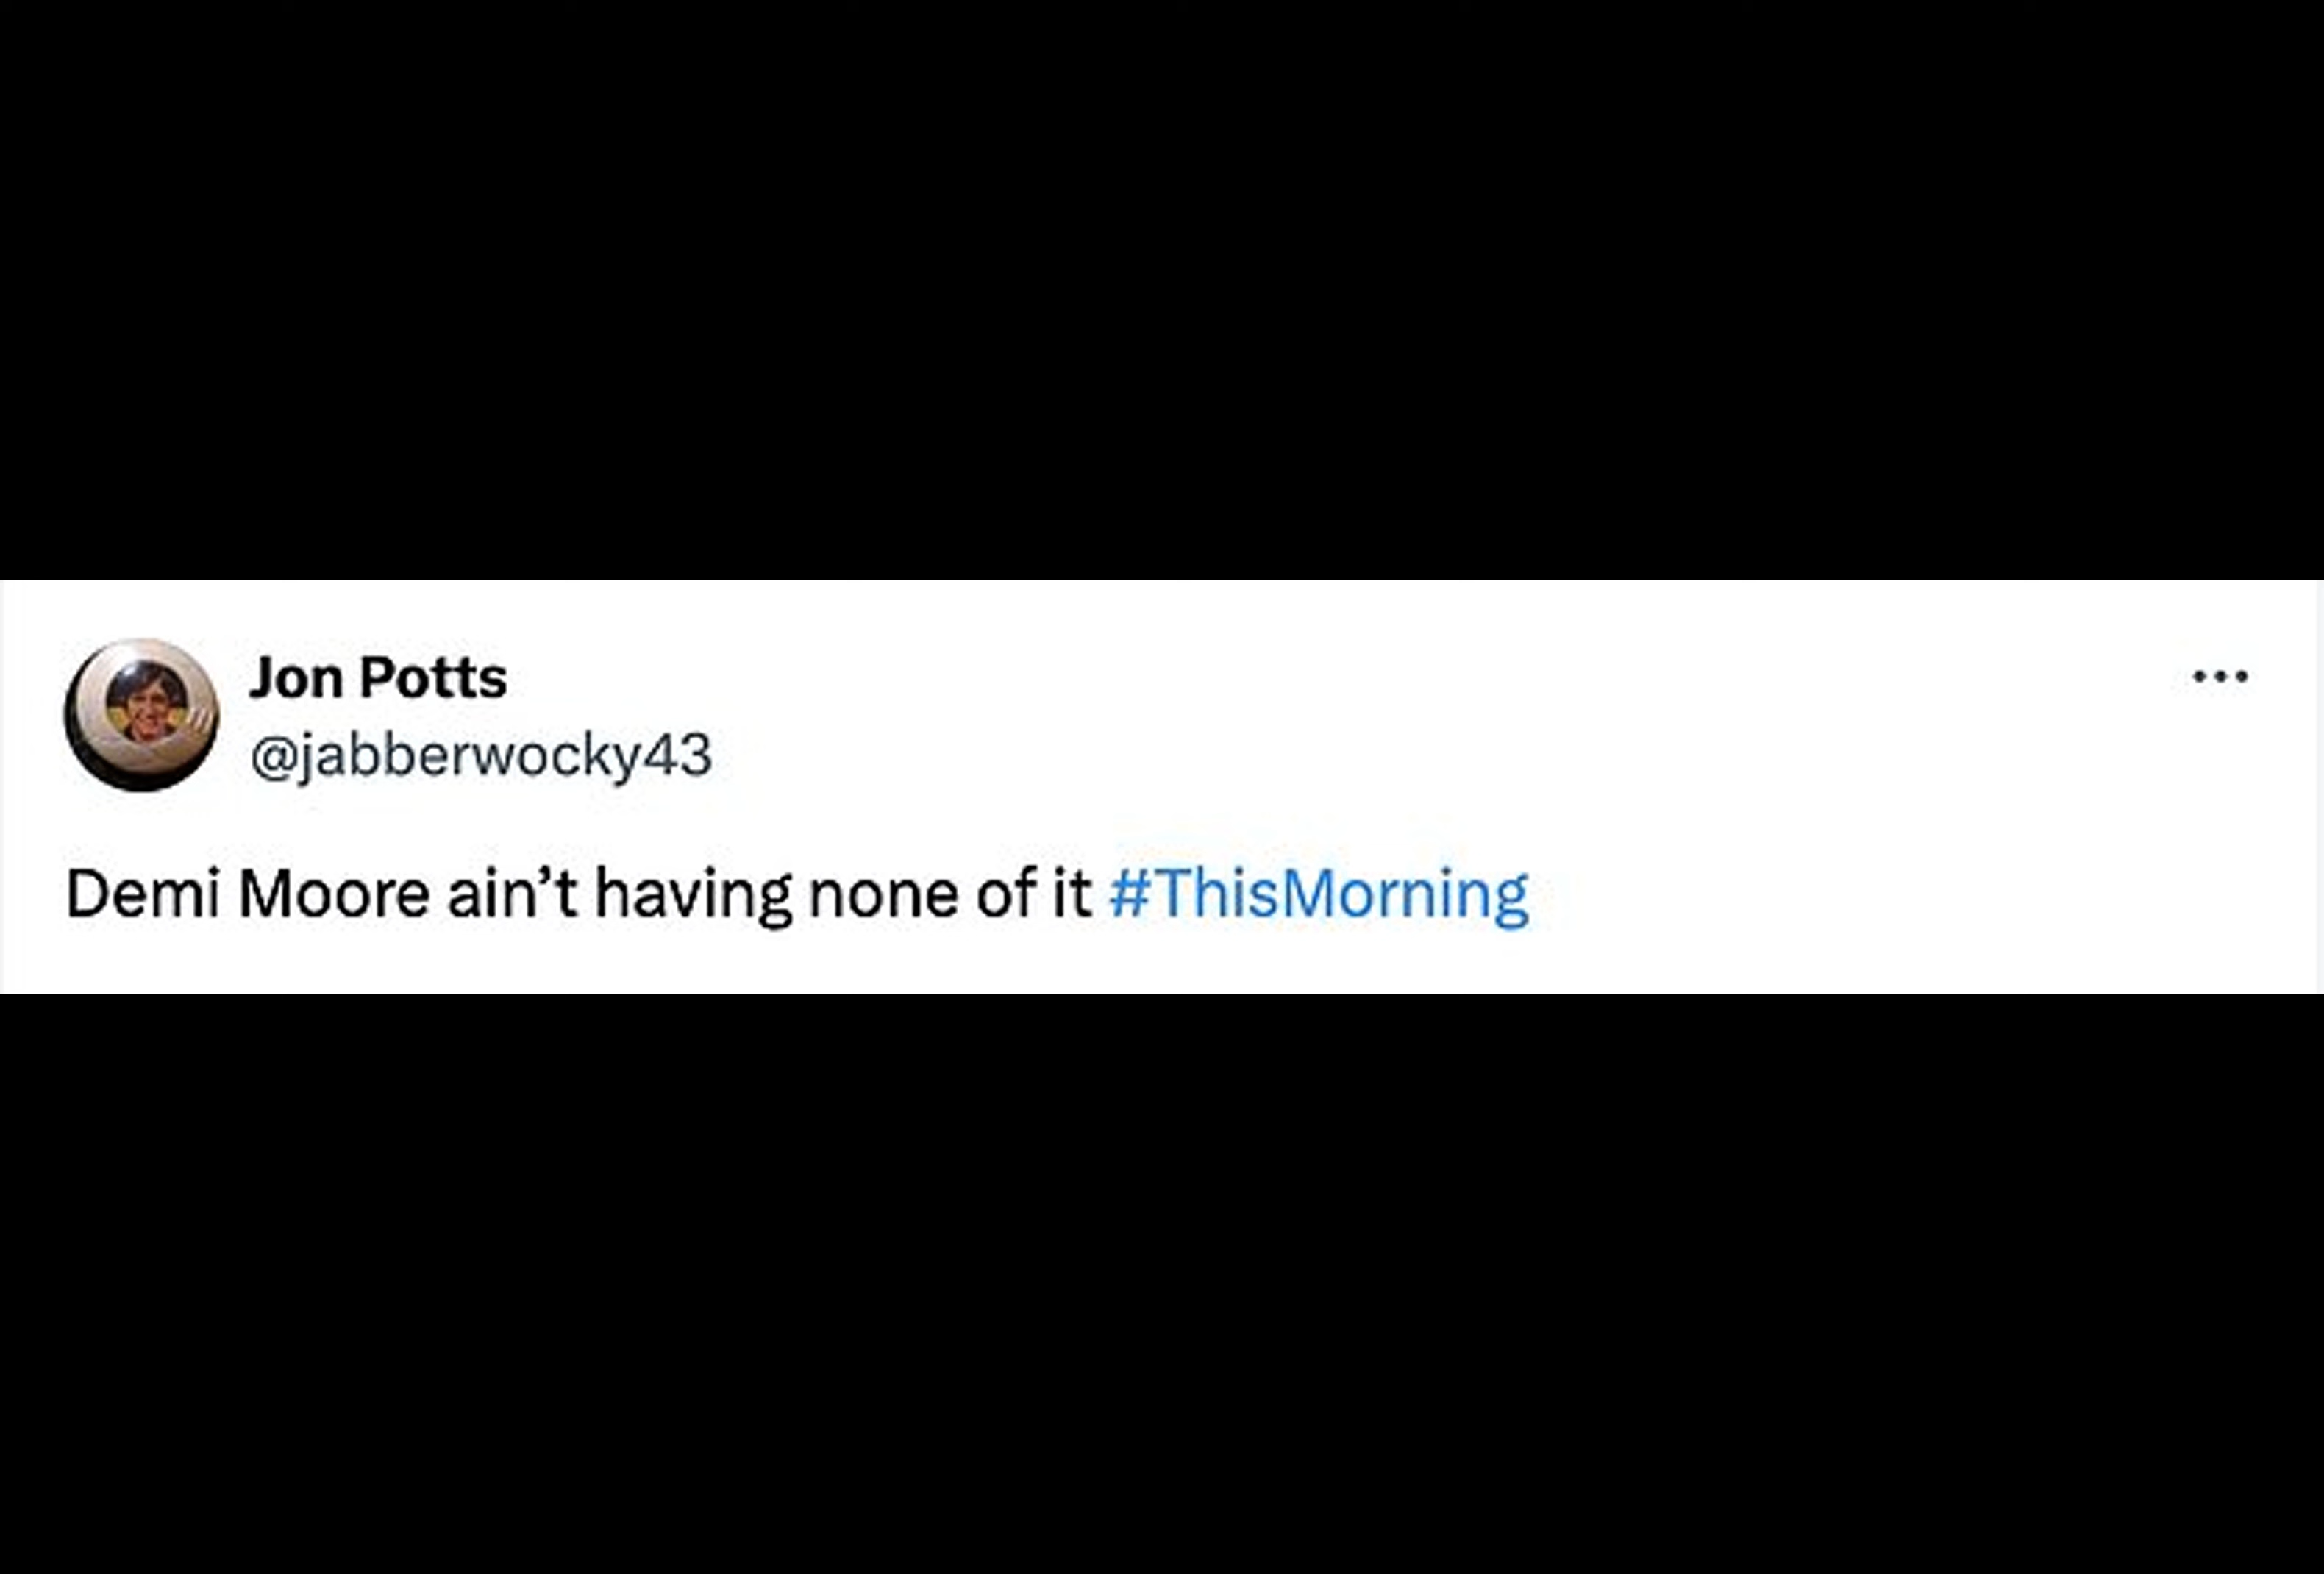 Jon Potts
@jabberwocky43
Demi Moore ain’t having none of it #ThisMorning